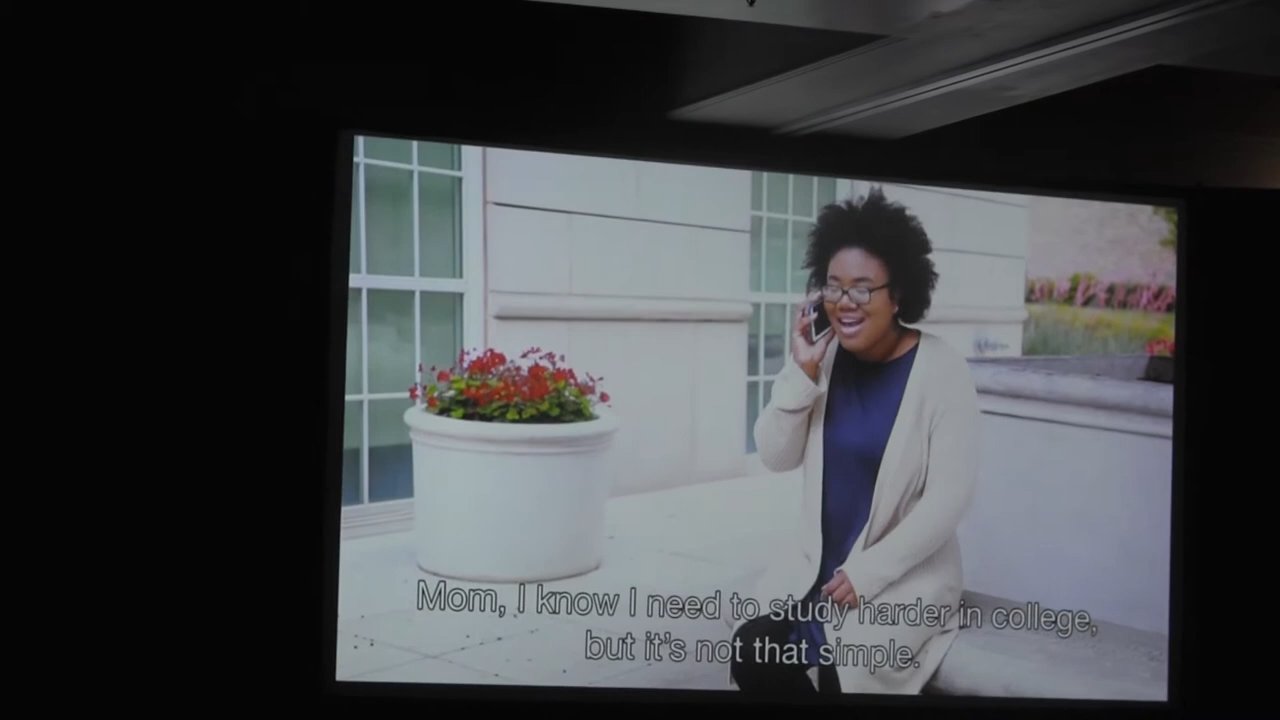 Mom, I know I need to study harder in college,
but it's not that simple.